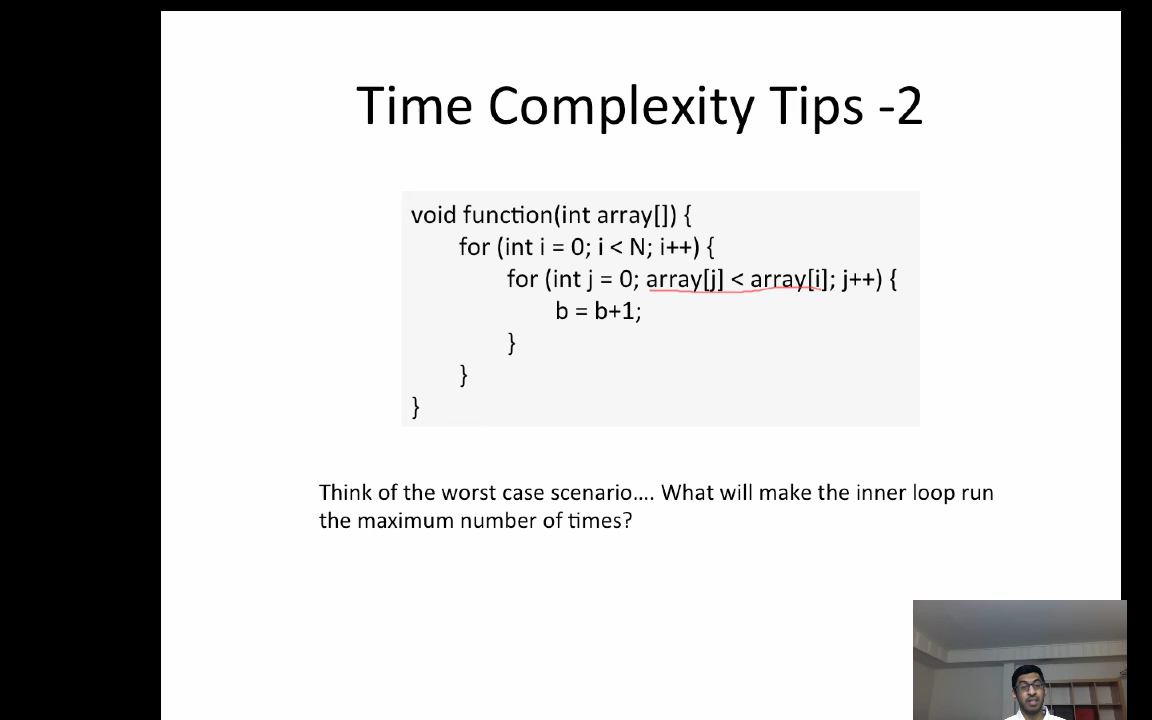 Time Complexity Tips -2
void function(int array[]) {
for (int i = 0; i < N; i++) {
for (int j = 0; array[j] < array[i]; j++) {
b = b+1;
}
}
}
Think of the worst case scenario.... What will make the inner loop run
the maximum number of times?